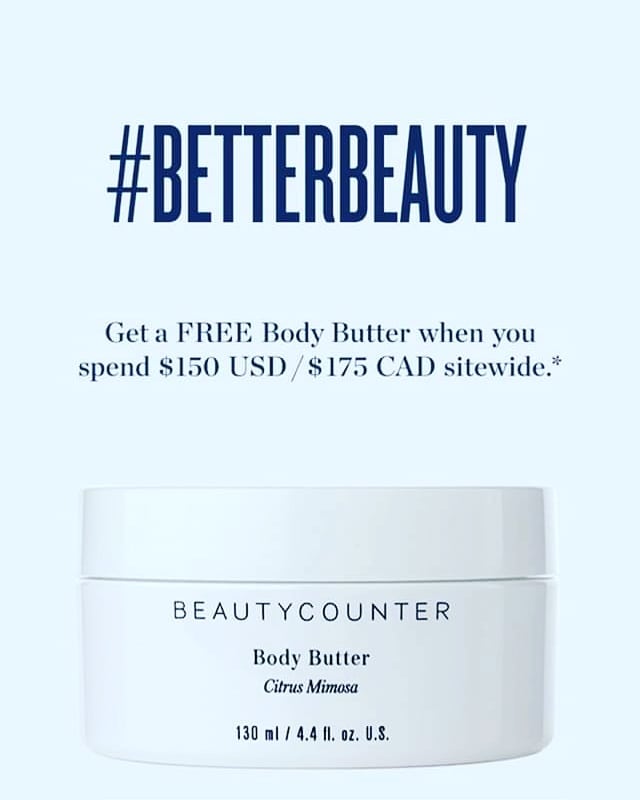 #BETTERBEAUTY
Get a FREE Body Butter when you
spend $150 USD/$175 CAD sitewide.*
BEAUTYCOUNTER
Body Butter
Citrus Mimosa
130 ml / 4.4 fl. oz. U.S.